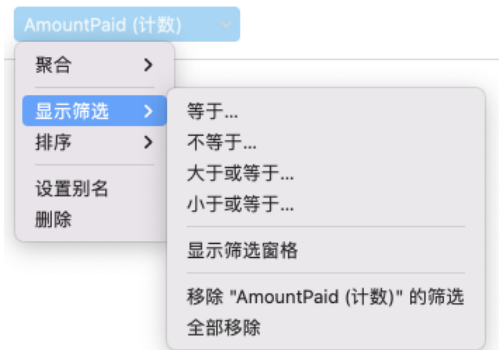 AmountPaid (计数)
聚合
显示筛选
排序
设置别名
删除
等于...
不等于...
大于或等于...
小于或等于...
显示筛选窗格
移除 "AmountPaid (计数)" 的筛选
全部移除